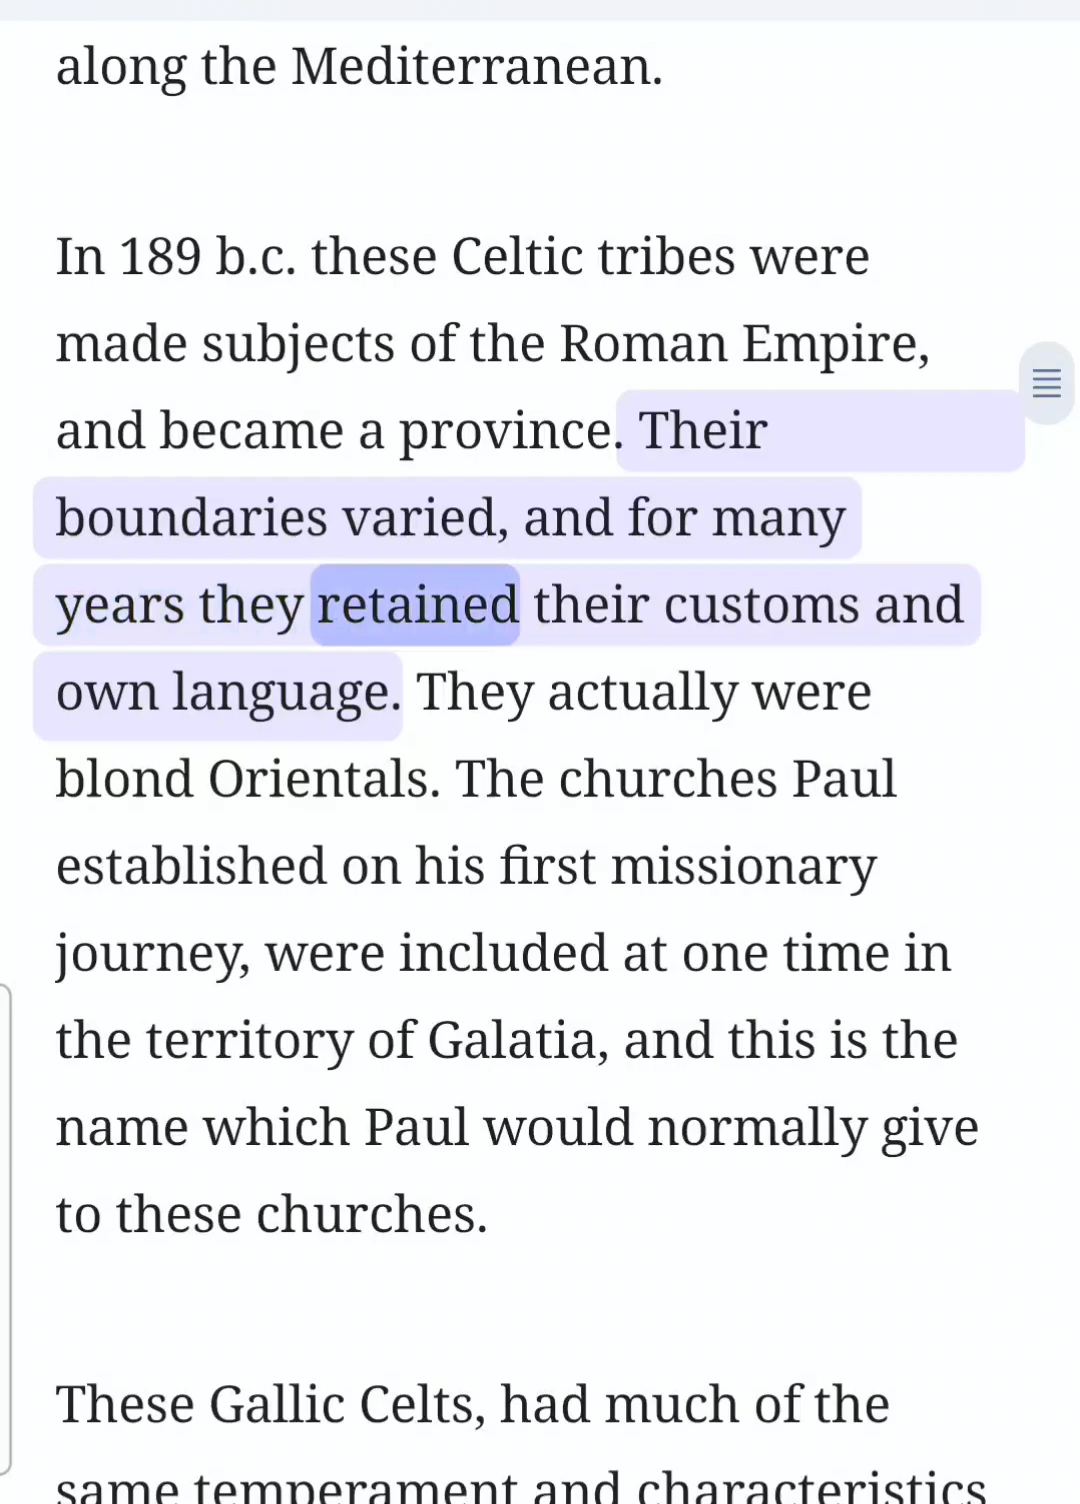 along the Mediterranean.
In 189 b.c. these Celtic tribes were
made subjects of the Roman Empire,
and became a province. Their
boundaries varied, and for many
years they retained their customs and
own language. They actually were
blond Orientals. The churches Paul
established on his first missionary
journey, were included at one time in
the territory of Galatia, and this is the
name which Paul would normally give
to these churches.
These Gallic Celts, had much of the
same temperament and characteristics